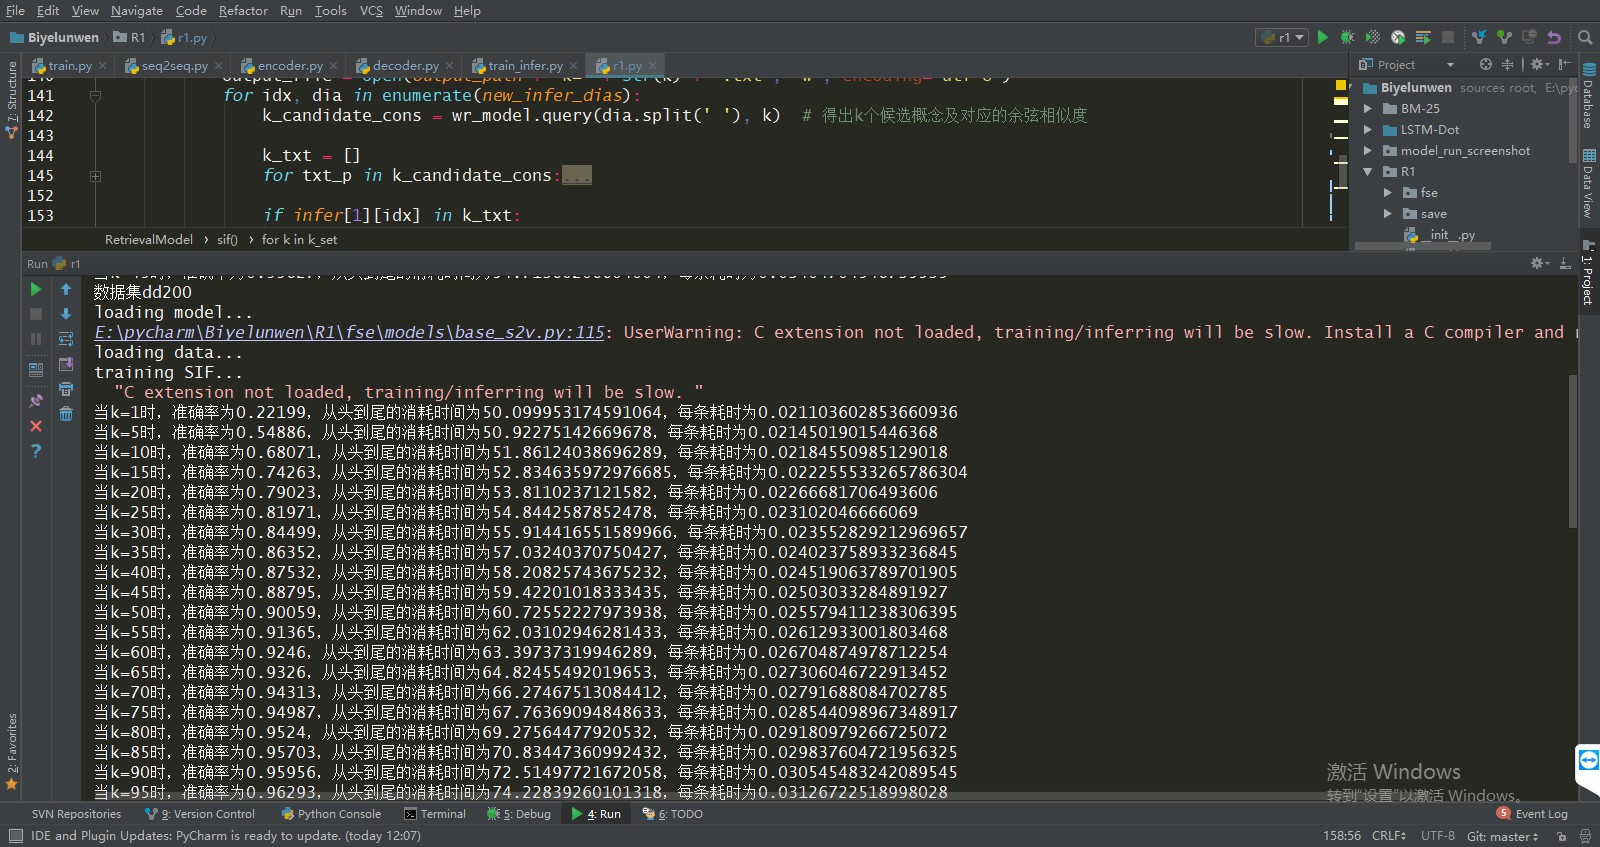 File Edit View Navigate Code Refactor Run Tools VCS Window Help
Biyelunwen R1 r1.py
r1
train.py seq2seq.py encoder.py decoder.py train_infer.py r1.py
Project
141 for idx, dia in enumerate(new_infer_dias):
142 k_candidate_cons = wr_model.query(dia.split(' '), k) # 得出k个候选概念及对应的余弦相似度
143
144 k_txt = []
145 for txt_p in k_candidate_cons:...
152
153 if infer[1][idx] in k_txt:
RetrievalModel › sif() › for k in k_set
Biyelunwen sources root, E:\pyc
BM-25
LSTM-Dot
model_run_screenshot
R1
fse
save
__init__.py
Z: Structure
2: Favorites
Database
Data View
1: Project
Run r1
数据集dd200
loading model...
E:\pycharm\Biyelunwen\R1\fse\models\base_s2v.py:115: UserWarning: C extension not loaded, training/inferring will be slow. Install a C compiler and
loading data...
training SIF...
"C extension not loaded, training/inferring will be slow. "
当k=1时，准确率为0.22199，从头到尾的消耗时间为50.099953174591064，每条耗时为0.021103602853660936
当k=5时，准确率为0.54886，从头到尾的消耗时间为50.92275142669678，每条耗时为0.02145019015446368
当k=10时，准确率为0.68071，从头到尾的消耗时间为51.86124038696289，每条耗时为0.02184550985129018
当k=15时，准确率为0.74263，从头到尾的消耗时间为52.834635972976685，每条耗时为0.022255533265786304
当k=20时，准确率为0.79023，从头到尾的消耗时间为53.8110237121582，每条耗时为0.02266681706493606
当k=25时，准确率为0.81971，从头到尾的消耗时间为54.8442587852478，每条耗时为0.023102046666069
当k=30时，准确率为0.84499，从头到尾的消耗时间为55.914416551589966，每条耗时为0.023552829212969657
当k=35时，准确率为0.86352，从头到尾的消耗时间为57.03240370750427，每条耗时为0.024023758933236845
当k=40时，准确率为0.87532，从头到尾的消耗时间为58.20825743675232，每条耗时为0.024519063789701905
当k=45时，准确率为0.88795，从头到尾的消耗时间为59.42201018333435，每条耗时为0.02503033284891927
当k=50时，准确率为0.90059，从头到尾的消耗时间为60.72552227973938，每条耗时为0.025579411238306395
当k=55时，准确率为0.91365，从头到尾的消耗时间为62.03102946281433，每条耗时为0.02612933001803468
当k=60时，准确率为0.9246，从头到尾的消耗时间为63.39737319946289，每条耗时为0.026704874978712254
当k=65时，准确率为0.9326，从头到尾的消耗时间为64.82455492019653，每条耗时为0.027306046722913452
当k=70时，准确率为0.94313，从头到尾的消耗时间为66.27467513084412，每条耗时为0.02791688084702785
当k=75时，准确率为0.94987，从头到尾的消耗时间为67.76369094848633，每条耗时为0.028544098967348917
当k=80时，准确率为0.9524，从头到尾的消耗时间为69.27564477920532，每条耗时为0.029180979266725072
当k=85时，准确率为0.95703，从头到尾的消耗时间为70.83447360992432，每条耗时为0.029837604721956325
当k=90时，准确率为0.95956，从头到尾的消耗时间为72.51497721672058，每条耗时为0.030545483242089545
当k=95时，准确率为0.96293，从头到尾的消耗时间为74.22839260101318，每条耗时为0.03126722518998028
激活 Windows
转到"设置"以激活 Windows。
SVN Repositories 9: Version Control Python Console Terminal 5: Debug 4: Run 6: TODO 5 Event Log
IDE and Plugin Updates: PyCharm is ready to update. (today 12:07) 158:56 CRLF UTF-8 Git: master